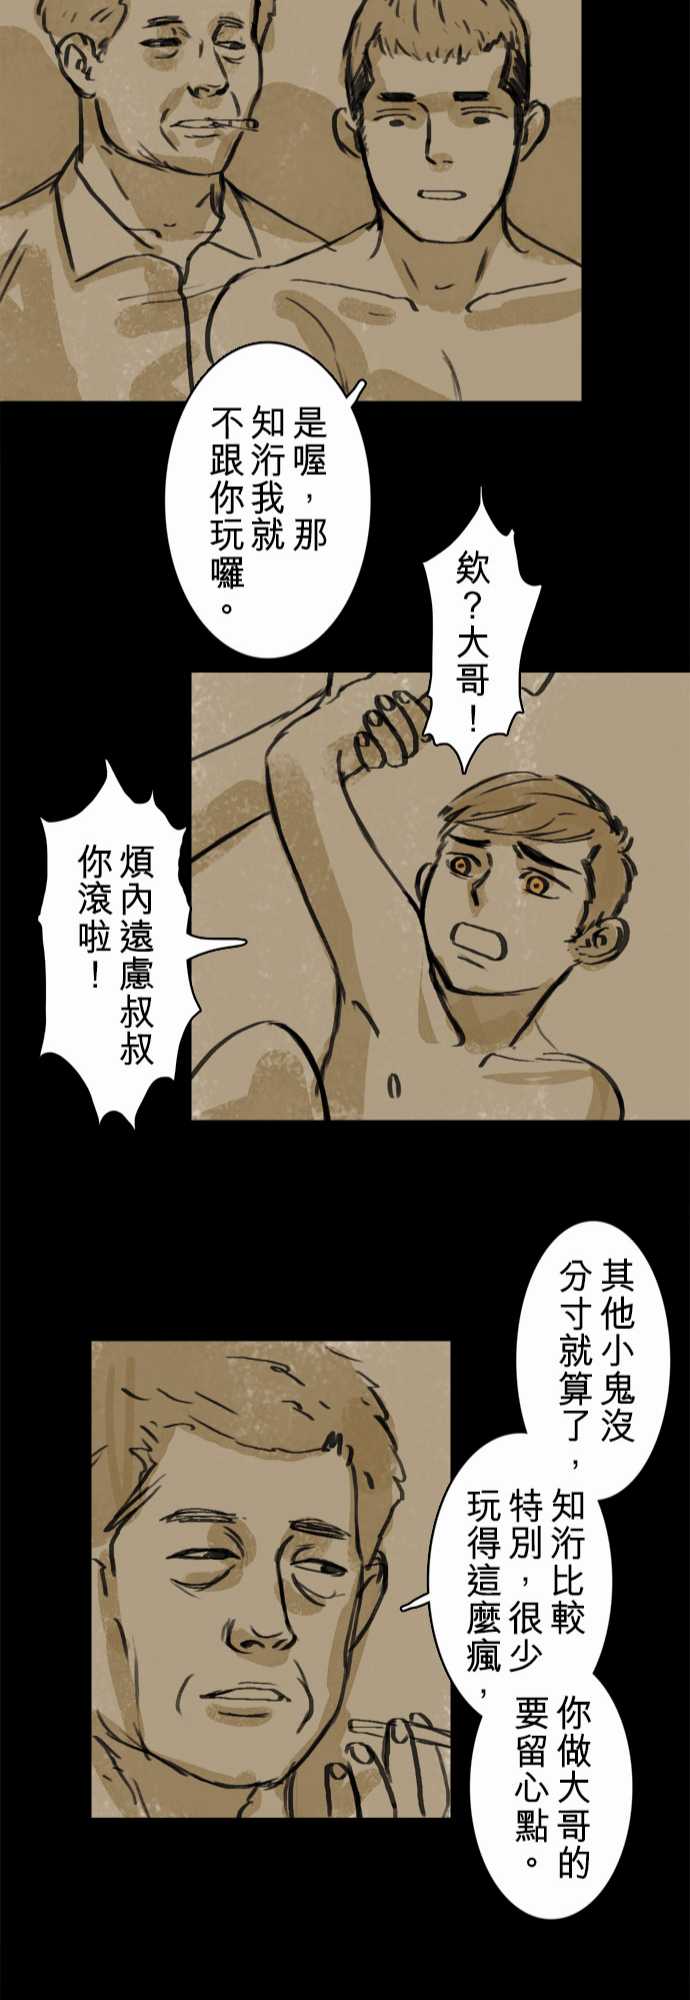 是喔，那
知洐我就
不跟你玩囉。
欸？大哥！
煩內遠慮叔叔
你滾啦！
其他小鬼沒
分寸就算了，
知洐比較
特別，很少
玩得這麼瘋，
你做大哥的
要留心點。